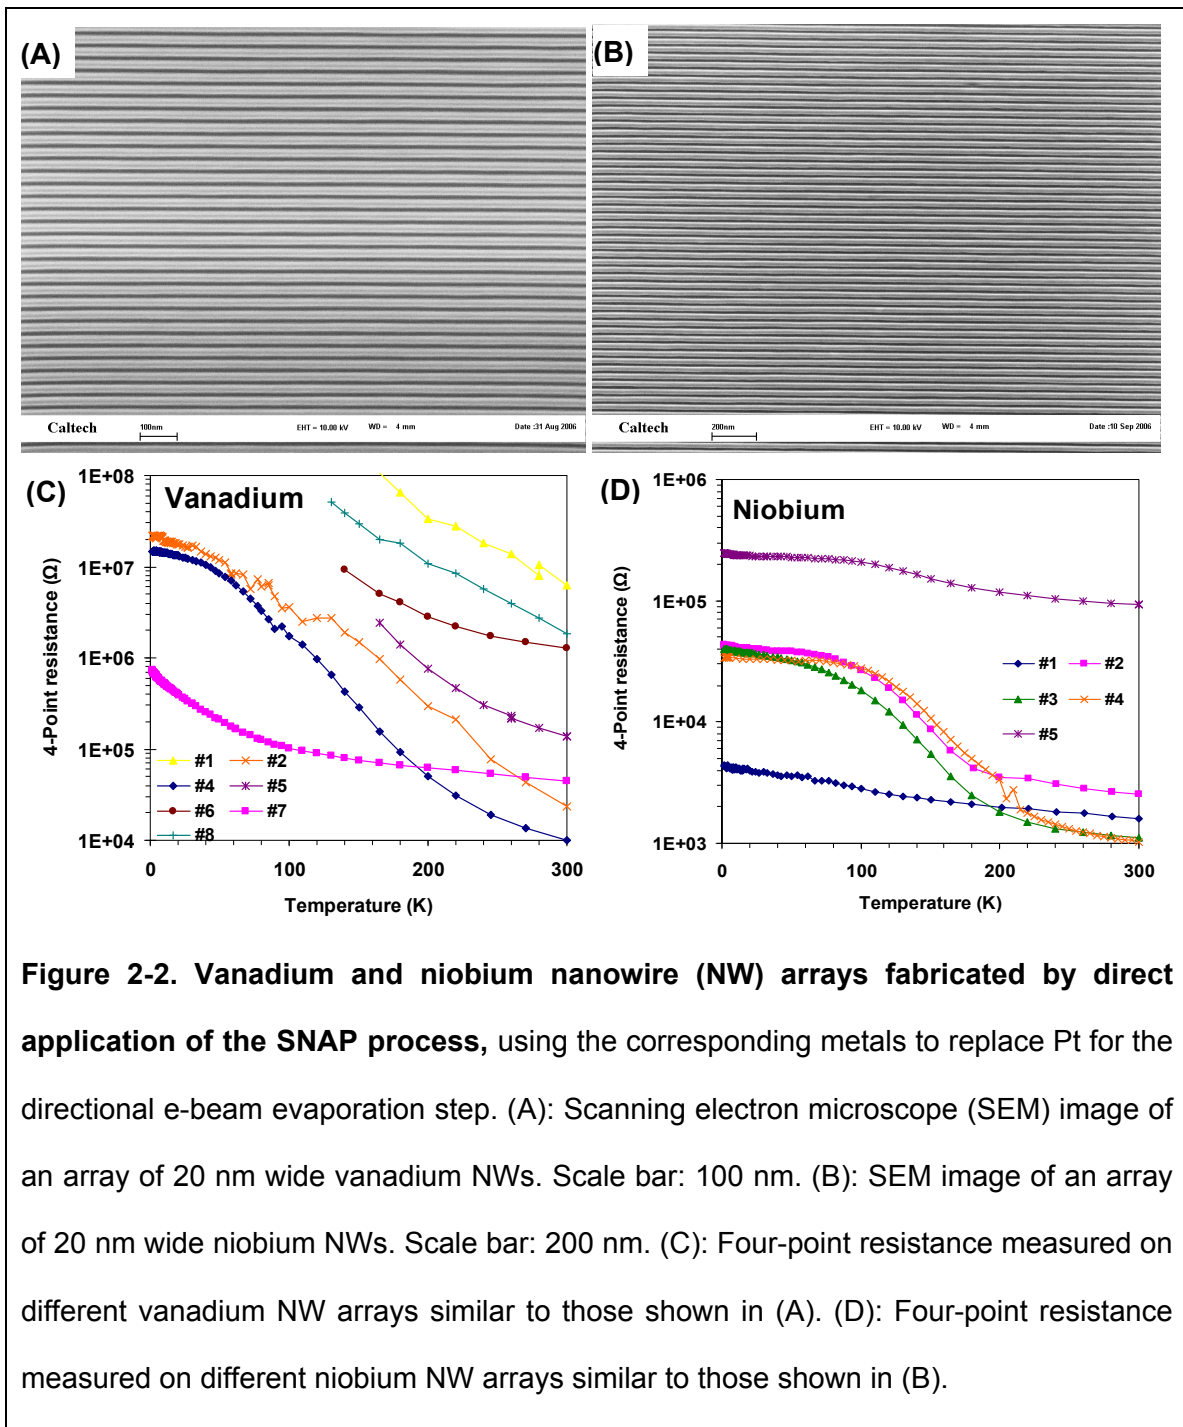 (A)
(B)
Caltech 100nm EHT = 10.00 kV WD = 4 mm Date :31 Aug 2006
Caltech 200nm EHT = 10.00 kV WD = 4 mm Date :10 Sep 2006
(C)
Vanadium
4-Point resistance (Ω)
1E+08
1E+07
1E+06
1E+05
1E+04
#1 #2
#4 #5
#6 #7
#8
0 100 200 300
Temperature (K)
(D)
Niobium
4-Point resistance (Ω)
1E+06
1E+05
1E+04
1E+03
#1 #2
#3 #4
#5
0 100 200 300
Temperature (K)
Figure 2-2. Vanadium and niobium nanowire (NW) arrays fabricated by direct
application of the SNAP process, using the corresponding metals to replace Pt for the
directional e-beam evaporation step. (A): Scanning electron microscope (SEM) image of
an array of 20 nm wide vanadium NWs. Scale bar: 100 nm. (B): SEM image of an array
of 20 nm wide niobium NWs. Scale bar: 200 nm. (C): Four-point resistance measured on
different vanadium NW arrays similar to those shown in (A). (D): Four-point resistance
measured on different niobium NW arrays similar to those shown in (B).